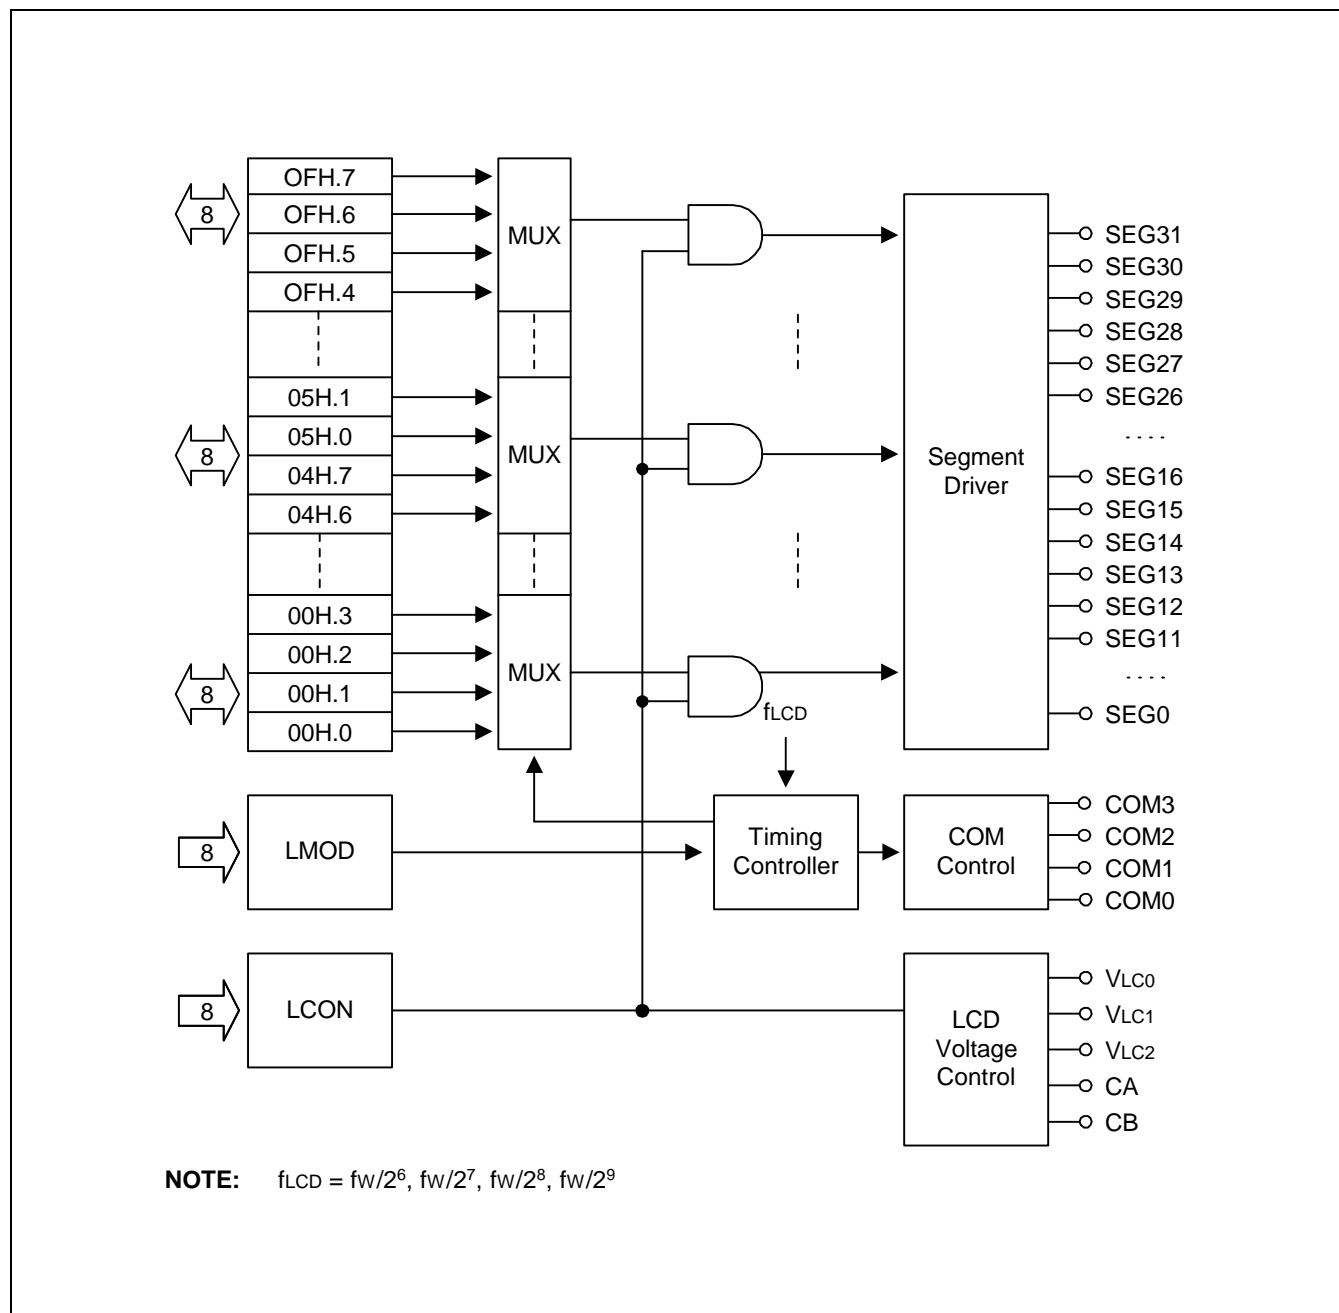 8
OFH.7
OFH.6
OFH.5
OFH.4
8
05H.1
05H.0
04H.7
04H.6
8
00H.3
00H.2
00H.1
00H.0
MUX
MUX
MUX
fLCD
Segment
Driver
SEG31
SEG30
SEG29
SEG28
SEG27
SEG26
SEG16
SEG15
SEG14
SEG13
SEG12
SEG11
SEG0
8
LMOD
Timing
Controller
COM
Control
COM3
COM2
COM1
COM0
8
LCON
LCD
Voltage
Control
VLC0
VLC1
VLC2
CA
CB
NOTE: fLCD = fW/2⁶, fW/2⁷, fW/2⁸, fW/2⁹